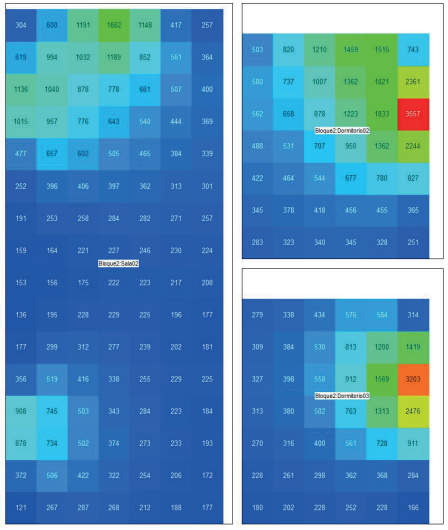 304 600 1191 1662 1148 417 257
619 994 1032 1189 852 561 364
1136 1040 878 778 661 507 400
1015 957 776 643 540 444 369
477 657 602 505 465 384 339
252 396 406 397 362 313 301
191 253 258 284 282 271 257
159 164 221 227 246 230 224
Bloque2:Sala02
153 156 175 222 223 217 208
136 195 228 229 225 196 177
177 299 312 277 239 202 181
356 519 416 338 255 229 225
908 745 503 343 284 223 184
878 734 502 374 273 233 193
372 506 422 322 254 206 172
121 267 287 268 212 188 177
503 820 1210 1459 1515 743
580 737 1007 1362 1821 2361
562 658 878 1223 1833 3557
Bloque2:Dormitorio02
488 531 707 950 1362 2244
422 464 544 677 780 827
345 378 418 456 455 365
283 323 340 345 328 251
279 338 434 576 584 314
309 384 530 813 1200 1419
327 398 558 912 1569 3203
Bloque2:Dormitorio03
313 380 502 763 1313 2476
270 316 400 561 728 911
228 261 298 362 368 284
180 202 228 252 228 166